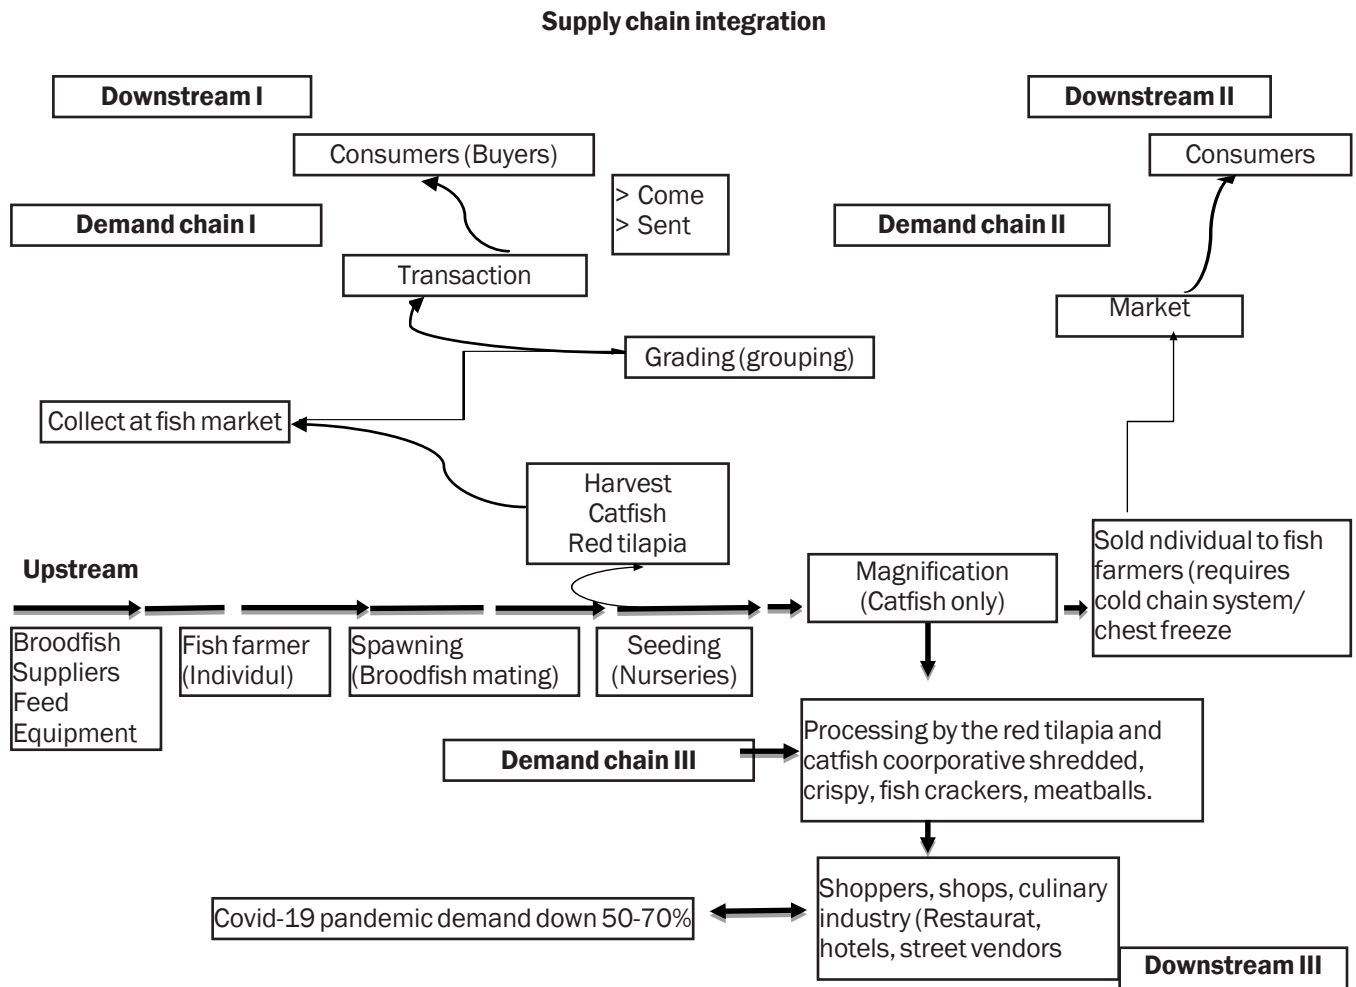 Supply chain integration
Downstream I
Downstream II
Consumers (Buyers)
Consumers
> Come
> Sent
Demand chain I
Demand chain II
Transaction
Market
Grading (grouping)
Collect at fish market
Harvest
Catfish
Red tilapia
Upstream
Magnification
(Catfish only)
Sold ndividual to fish
farmers (requires
cold chain system/
chest freeze
Broodfish
Suppliers
Feed
Equipment
Fish farmer
(Individul)
Spawning
(Broodfish mating)
Seeding
(Nurseries)
Demand chain III
Processing by the red tilapia and
catfish coorporative shredded,
crispy, fish crackers, meatballs.
Covid-19 pandemic demand down 50-70%
Shoppers, shops, culinary
industry (Restaurat,
hotels, street vendors
Downstream III